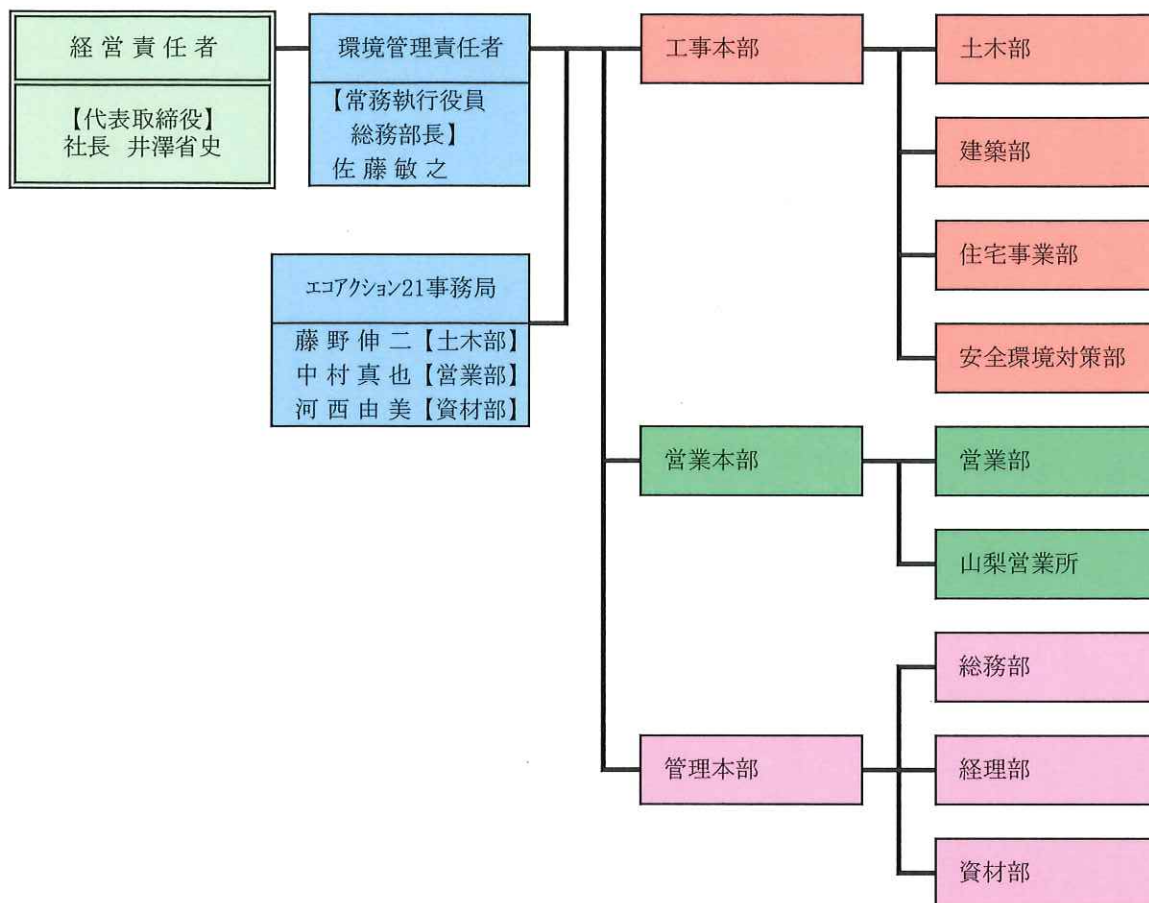 経営責任者
【代表取締役】
社長 井澤省史
環境管理責任者
【常務執行役員
総務部長】
佐藤敏之
エコアクション21事務局
藤野伸二【土木部】
中村真也【営業部】
河西由美【資材部】
工事本部
土木部
建築部
住宅事業部
安全環境対策部
営業本部
営業部
山梨営業所
管理本部
総務部
経理部
資材部